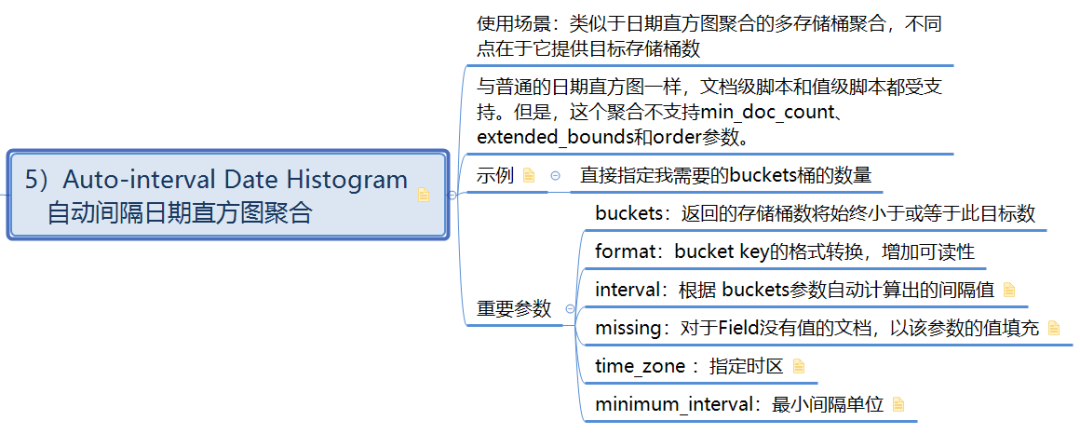 5）Auto-interval Date Histogram
自动间隔日期直方图聚合
使用场景：类似于日期直方图聚合的多存储桶聚合，不同
点在于它提供目标存储桶数
与普通的日期直方图一样，文档级脚本和值级脚本都受支
持。但是，这个聚合不支持min_doc_count、
extended_bounds和order参数。
示例
直接指定我需要的buckets桶的数量
重要参数
buckets：返回的存储桶数将始终小于或等于此目标数
format：bucket key的格式转换，增加可读性
interval：根据 buckets参数自动计算出的间隔值
missing：对于Field没有值的文档，以该参数的值填充
time_zone ：指定时区
minimum_interval：最小间隔单位